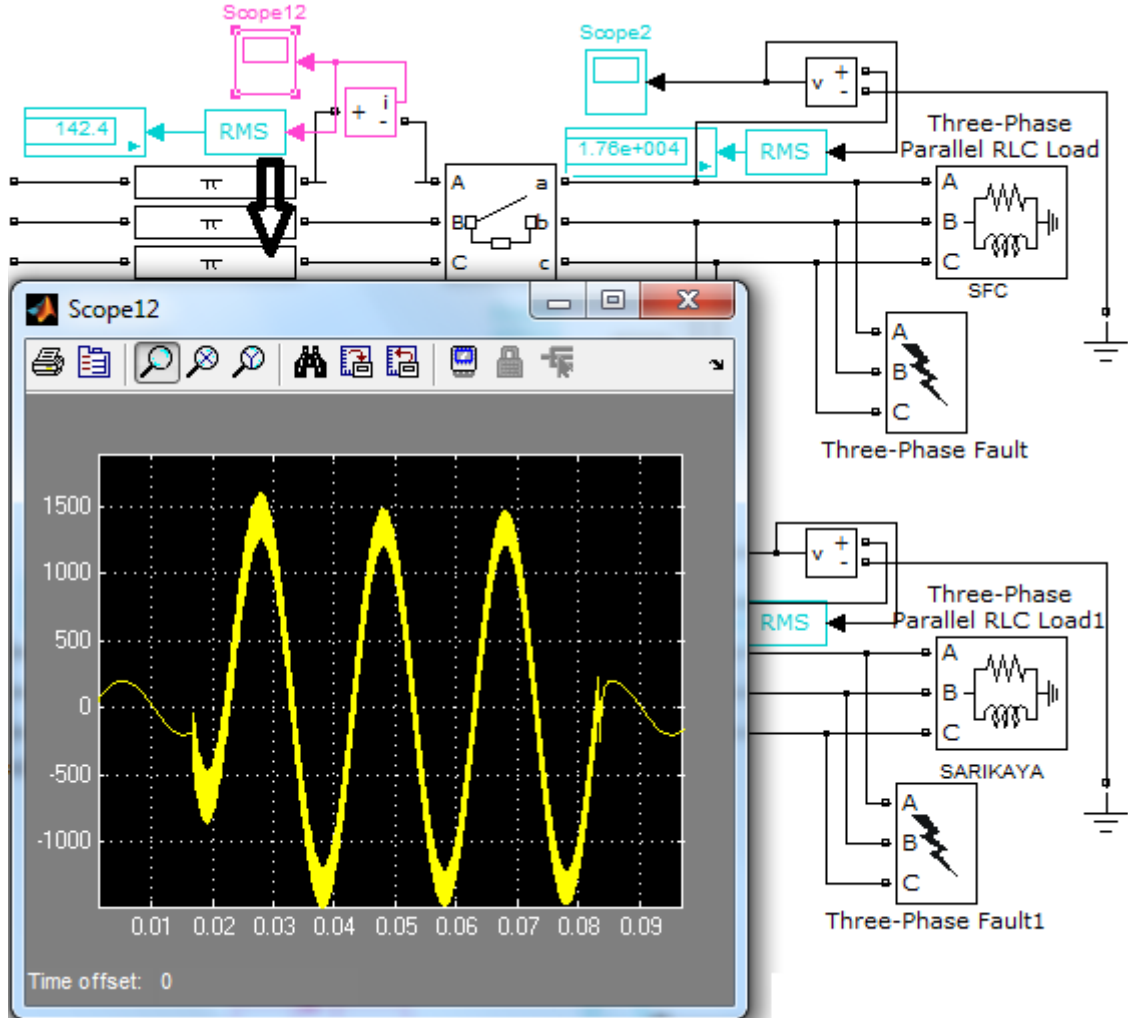 Scope12
Scope2
142.4
RMS
+ i
-
v +
-
1.76e+004
RMS
Three-Phase
Parallel RLC Load
π
π
π
A a
B b
C c
A
B
C
SFC
A
B
C
Three-Phase Fault
Scope12
1500
1000
500
0
-500
-1000
0.01 0.02 0.03 0.04 0.05 0.06 0.07 0.08 0.09
Time offset: 0
v +
-
RMS
Three-Phase
Parallel RLC Load1
A
B
C
SARIKAYA
A
B
C
Three-Phase Fault1